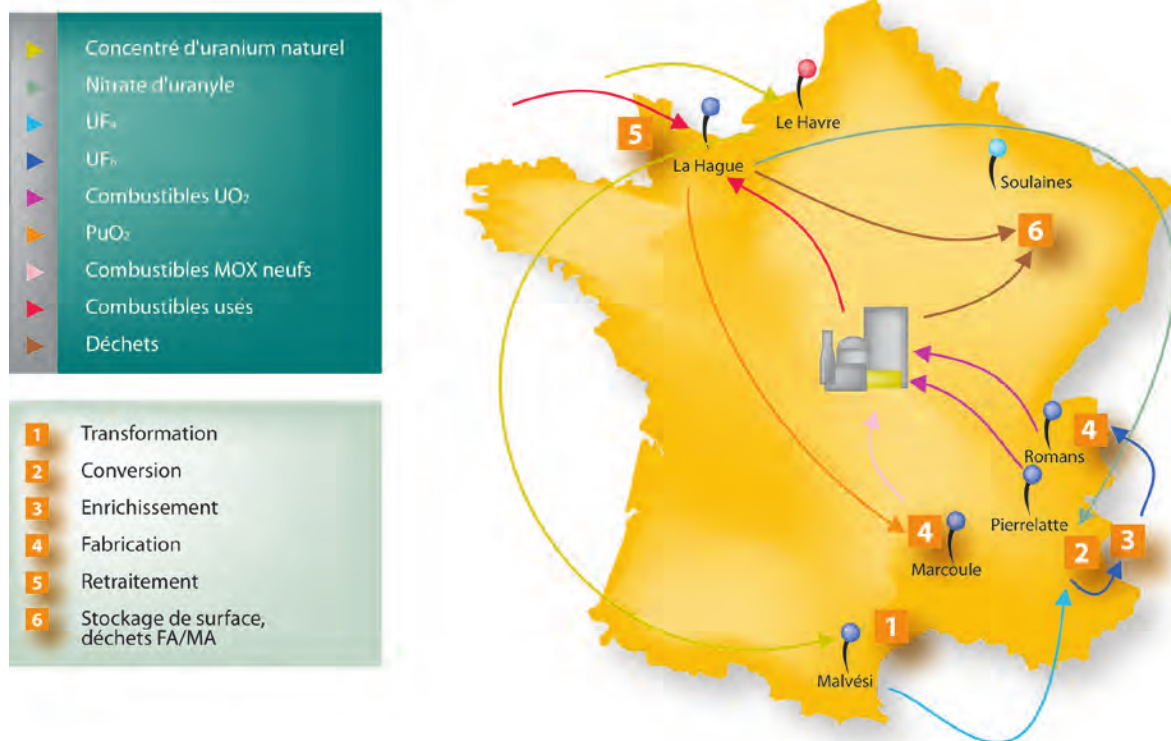 Concentré d'uranium naturel
Nitrate d'uranyle
UF₄
UF₆
Combustibles UO₂
PuO₂
Combustibles MOX neufs
Combustibles usés
Déchets
1 Transformation
2 Conversion
3 Enrichissement
4 Fabrication
5 Retraitement
6 Stockage de surface,
déchets FA/MA
Le Havre
5
La Hague
Soulaines
6
4
Romans
Pierrelatte
4
2
3
Marcoule
1
Malvési